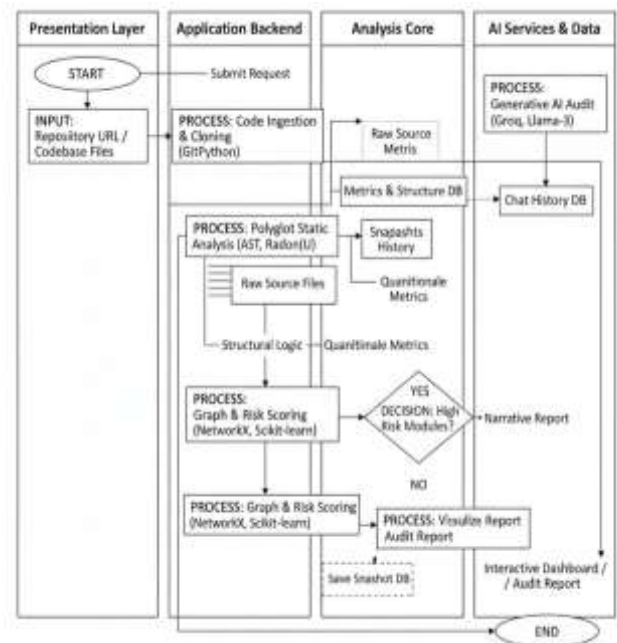 Presentation Layer
Application Backend
Analysis Core
AI Services & Data
START
Submit Request
INPUT:
Repoisiitory URL /
Codebase Files
PROCESS: Code Ingestion
& Cloning
(GitPython)
Raw Source
Metris
PROCESS:
Generative AI Audit
(Groq, Llama-3)
Metrics & Structure DB
Chat History DB
PROCESS: Polyglot Static
Analysis (AST, Radon(U)
Snapashts
History
Raw Source Files
Quanitionale
Metrics
Structural Logic
Quanitimale Metrics
PROCESS:
Graph & Risk Scoring
(NetworkX, Scikit-learn)
YES
DECISION: High
Risk Modules?
Narrative Report
NO
PROCESS: Graph & Risk Scoring
(NetworkX, Scikit-learn)
PROCESS: Visulize Report
Audit Report
Save Snashot DB
Interactive Dashboard /
/ Audit Report
END